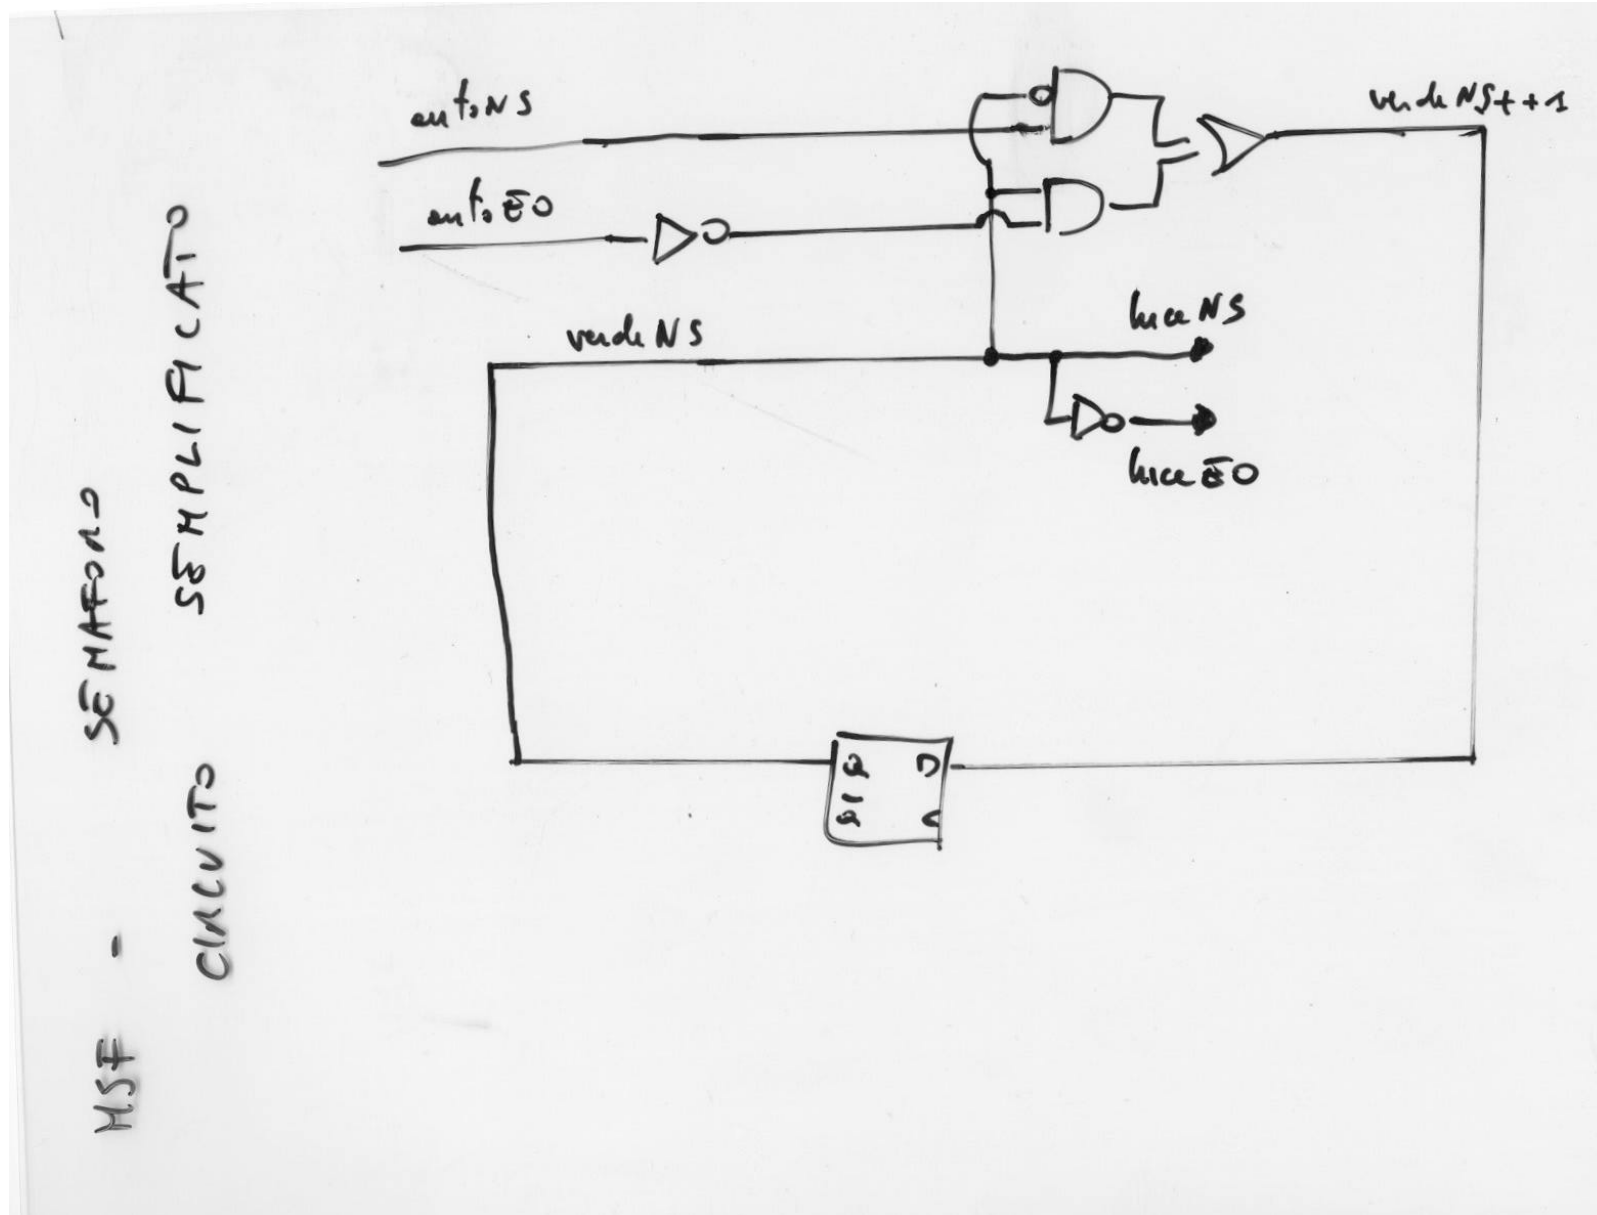 MSF - SEMAFORO
CIRCUITO SEMPLIFICATO
autoNS
verdeNSt+1
autoEO
verdeNS
luceNS
luceEO
Q D
Q C